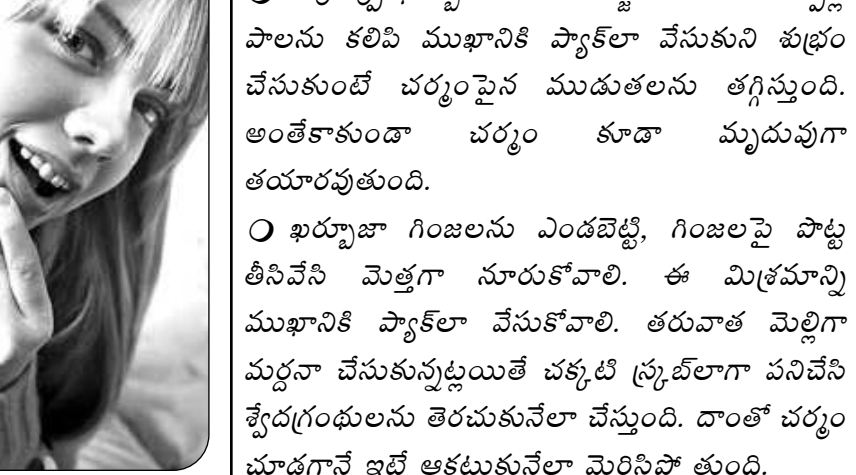 పాలను కలిపి ముఖానికి ప్యాక్‌లా వేసుకుని శుభ్రం
చేసుకుంటే చర్మంపైన ముడుతలను తగ్గిస్తుంది.
అంతేకాకుండా చర్మం కూడా మృదువుగా
తయారవుతుంది.
❍ ఖర్బూజా గింజలను ఎండబెట్టి, గింజలపై పొట్ట
తీసివేసి మెత్తగా నూరుకోవాలి. ఈ మిశ్రమాన్ని
ముఖానికి ప్యాక్‌లా వేసుకోవాలి. తరువాత మెల్లిగా
మర్దనా చేసుకున్నట్లయితే చక్కటి స్క్రబ్‌లాగా పనిచేసి
శ్వేదగ్రంథులను తెరచుకునేలా చేస్తుంది. దాంతో చర్మం
చూడగానే ఇట్టే ఆకట్టుకునేలా మెరిసిపో తుంది.